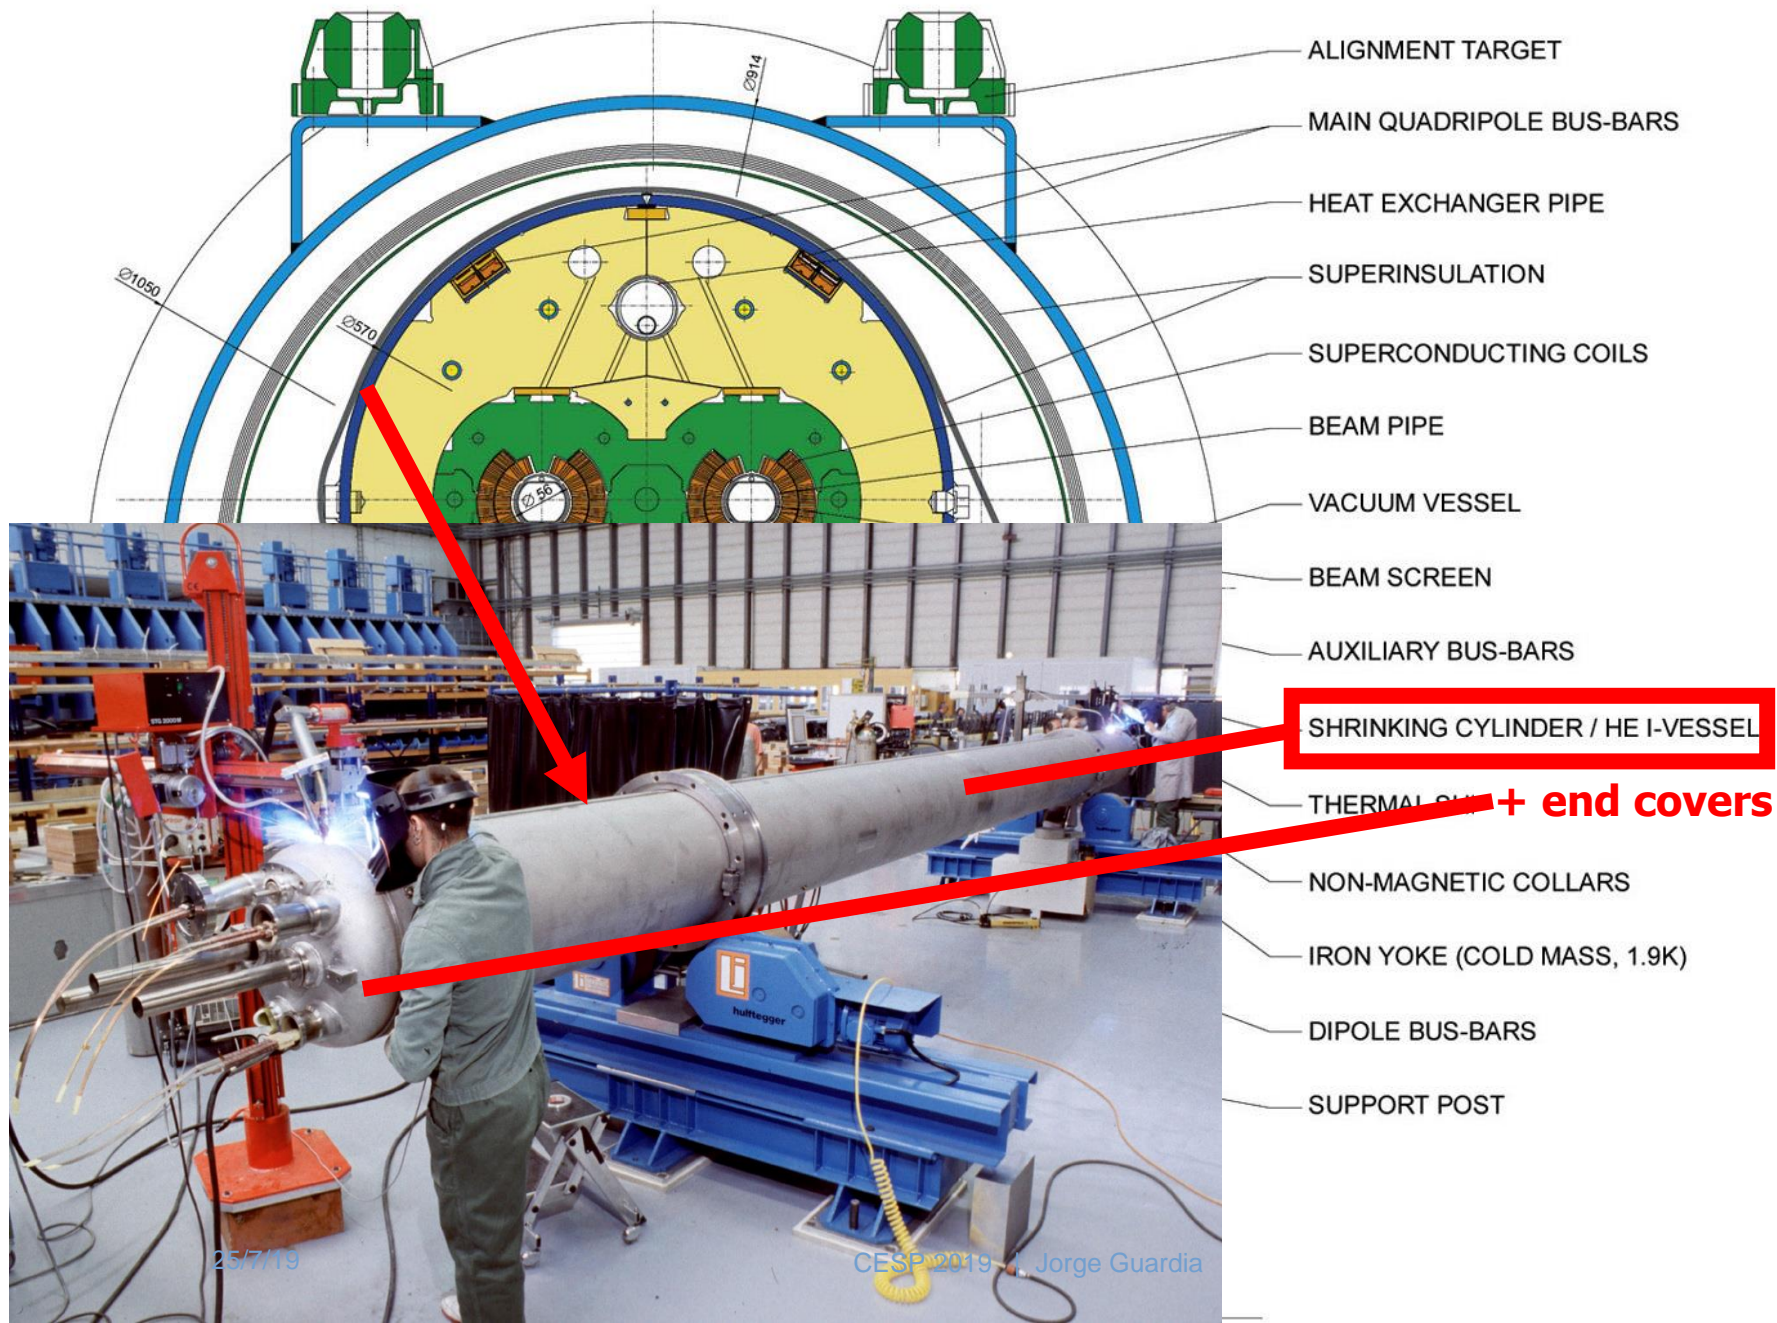 ALIGNMENT TARGET
Ø914
MAIN QUADRIPOLE BUS-BARS
HEAT EXCHANGER PIPE
SUPERINSULATION
Ø1050
Ø570
SUPERCONDUCTING COILS
BEAM PIPE
Ø 56
VACUUM VESSEL
BEAM SCREEN
AUXILIARY BUS-BARS
SHRINKING CYLINDER / HE I-VESSEL
THERMAL
+ end covers
NON-MAGNETIC COLLARS
IRON YOKE (COLD MASS, 1.9K)
hulftegger
DIPOLE BUS-BARS
SUPPORT POST
25/7/19
CESP 2019 | Jorge Guardia